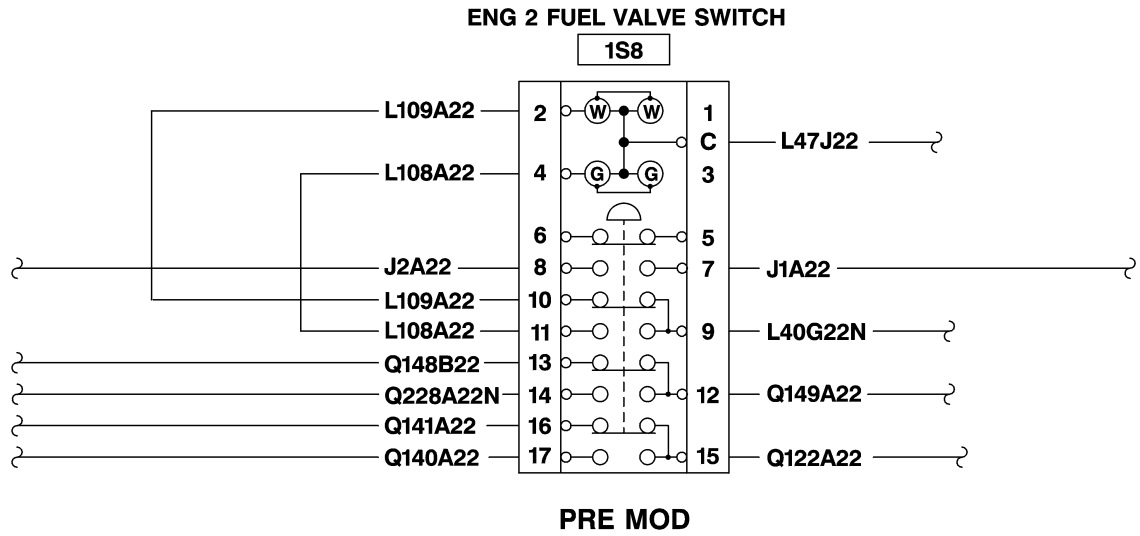 ENG 2 FUEL VALVE SWITCH
1S8
L109A22 2 W W 1
C L47J22
L108A22 4 G G 3
6 5
J2A22 8 7 J1A22
L109A22 10
L108A22 11 9 L40G22N
Q148B22 13
Q228A22N 14 12 Q149A22
Q141A22 16
Q140A22 17 15 Q122A22
PRE MOD